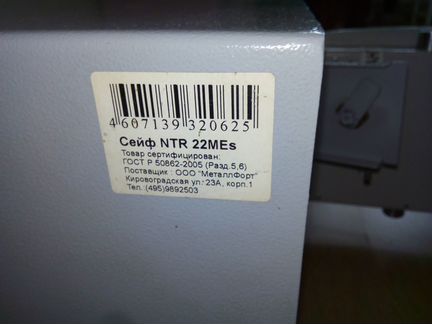 4 607139 320625
Сейф NTR 22MEs
Товар сертифицирован:
ГОСТ Р 50862-2005 (Разд.5,6)
Поставщик : ООО "МеталлФорт"
Кировоградская ул. 23А, корп.1
Тел. (495)9892503